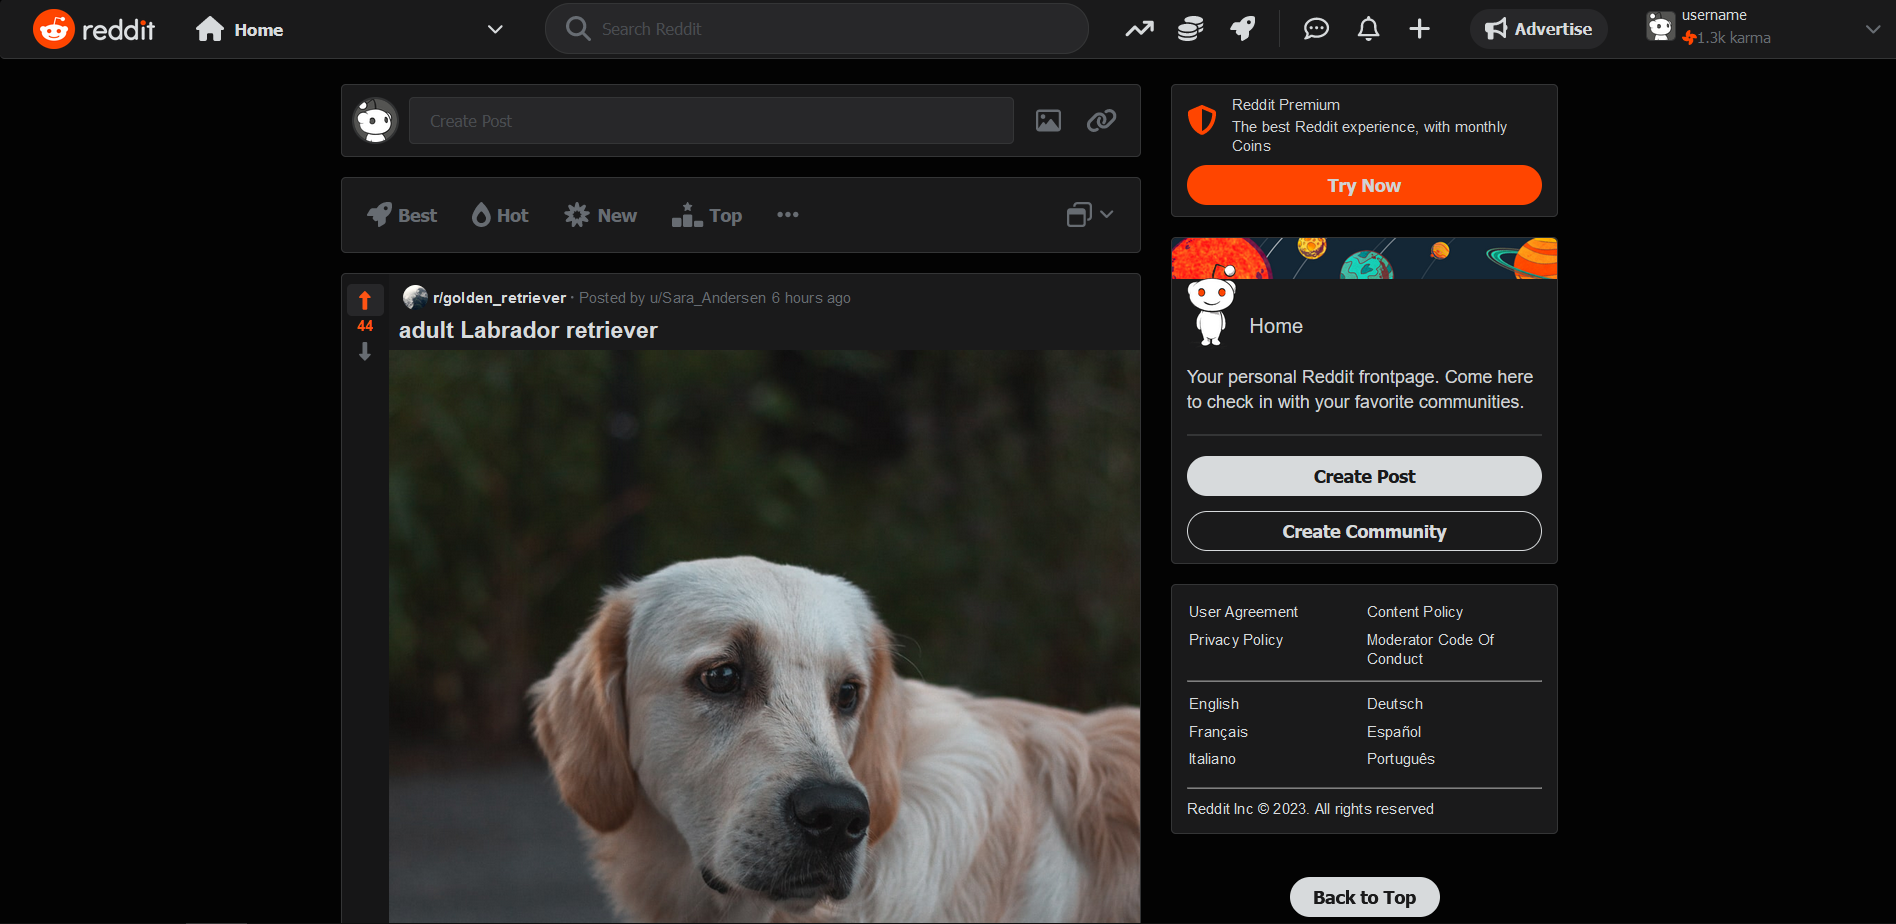 reddit
Home
Search Reddit
Advertise
username
1.3k karma
Create Post
Best
Hot
New
Top
r/golden_retriever · Posted by u/Sara_Andersen 6 hours ago
44
adult Labrador retriever
Reddit Premium
The best Reddit experience, with monthly
Coins
Try Now
Home
Your personal Reddit frontpage. Come here
to check in with your favorite communities.
Create Post
Create Community
User Agreement
Content Policy
Privacy Policy
Moderator Code Of
Conduct
English
Deutsch
Français
Español
Italiano
Português
Reddit Inc © 2023. All rights reserved
Back to Top